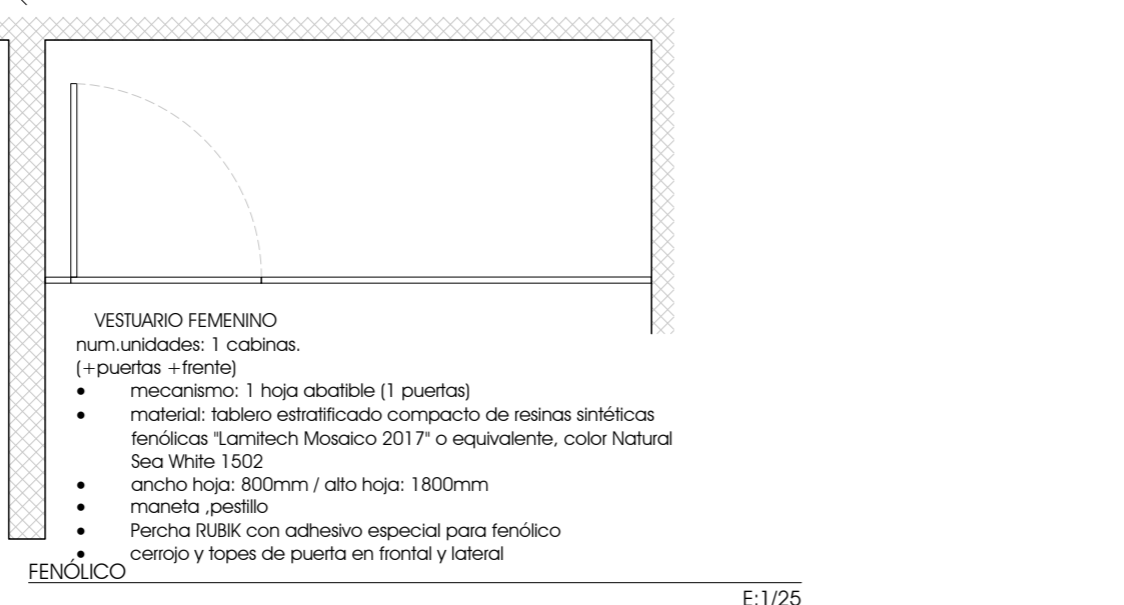 VESTUARIO FEMENINO
num.unidades: 1 cabinas.
(+puertas +frente)
• mecanismo: 1 hoja abatible (1 puertas)
• material: tablero estratificado compacto de resinas sintéticas
fenólicas "Lamitech Mosaico 2017" o equivalente, color Natural
Sea White 1502
• ancho hoja: 800mm / alto hoja: 1800mm
• maneta ,pestillo
• Percha RUBIK con adhesivo especial para fenólico
• cerrojo y topes de puerta en frontal y lateral
FENÓLICO
E:1/25